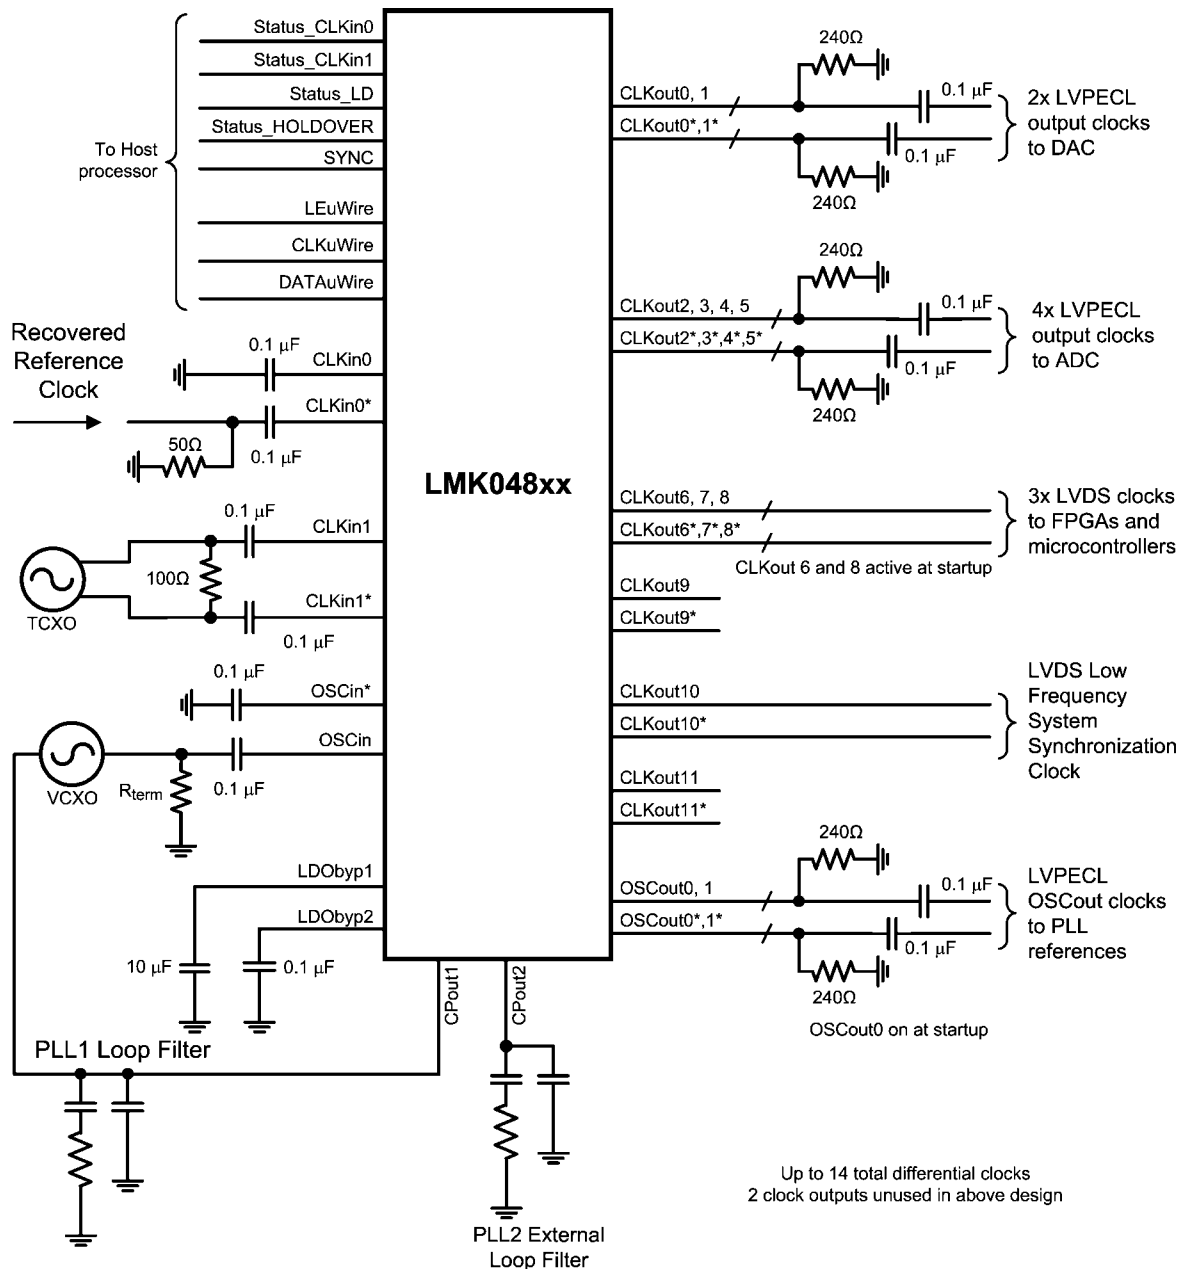 Status_CLKin0
Status_CLKin1
Status_LD
Status_HOLDOVER
SYNC
LEuWire
CLKuWire
DATAuWire
To Host
processor
Recovered
Reference
Clock
0.1 µF
CLKin0
CLKin0*
50Ω
0.1 µF
0.1 µF
CLKin1
100Ω
CLKin1*
TCXO
0.1 µF
0.1 µF
OSCin*
OSCin
VCXO
Rterm
0.1 µF
LDObyp1
LDObyp2
10 µF
0.1 µF
PLL1 Loop Filter
CPout1
CPout2
PLL2 External
Loop Filter
LMK048xx
240Ω
CLKout0, 1
0.1 µF
CLKout0*,1*
0.1 µF
240Ω
2x LVPECL
output clocks
to DAC
240Ω
CLKout2, 3, 4, 5
0.1 µF
CLKout2*,3*,4*,5*
0.1 µF
240Ω
4x LVPECL
output clocks
to ADC
CLKout6, 7, 8
CLKout6*,7*,8*
CLKout 6 and 8 active at startup
3x LVDS clocks
to FPGAs and
microcontrollers
CLKout9
CLKout9*
CLKout10
CLKout10*
LVDS Low
Frequency
System
Synchronization
Clock
CLKout11
CLKout11*
240Ω
OSCout0, 1
0.1 µF
OSCout0*,1*
0.1 µF
240Ω
LVPECL
OSCout clocks
to PLL
references
OSCout0 on at startup
Up to 14 total differential clocks
2 clock outputs unused in above design